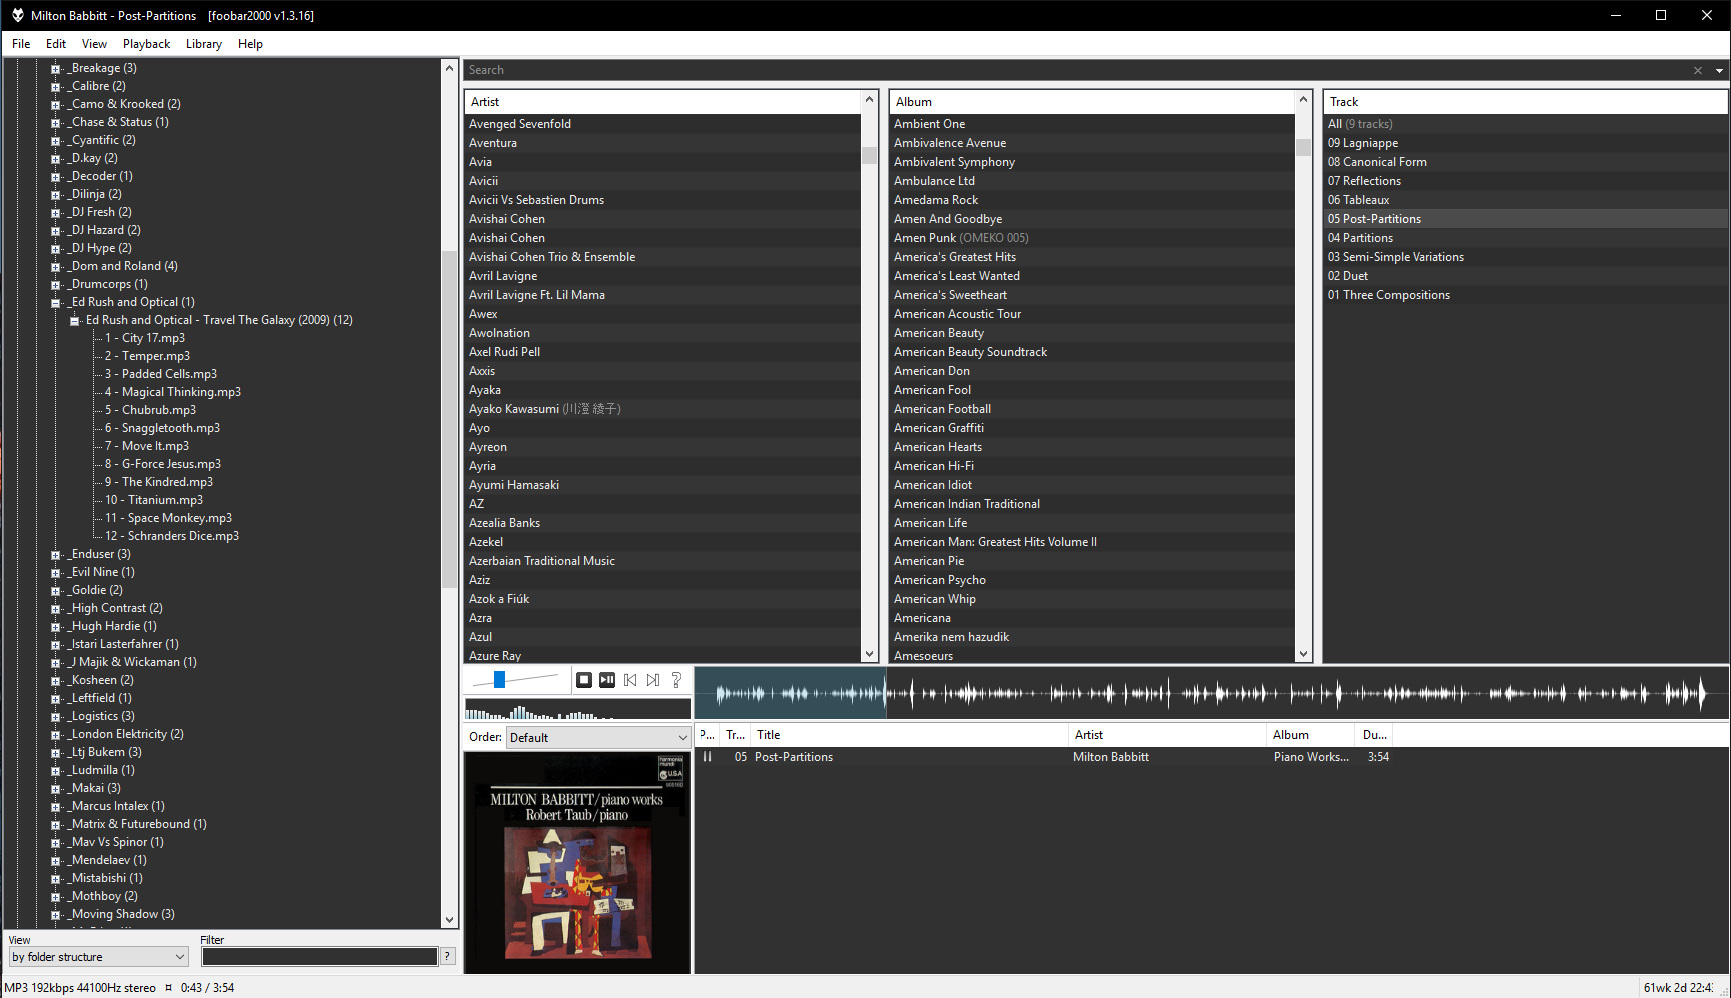 Milton Babbitt - Post-Partitions [foobar2000 v1.3.16]
File Edit View Playback Library Help
_Breakage (3)
_Calibre (2)
_Camo & Krooked (2)
_Chase & Status (1)
_Cyantific (2)
_D.kay (2)
_Decoder (1)
_Dilinja (2)
_DJ Fresh (2)
_DJ Hazard (2)
_DJ Hype (2)
_Dom and Roland (4)
_Drumcorps (1)
_Ed Rush and Optical (1)
Ed Rush and Optical - Travel The Galaxy (2009) (12)
1 - City 17.mp3
2 - Temper.mp3
3 - Padded Cells.mp3
4 - Magical Thinking.mp3
5 - Chubrub.mp3
6 - Snaggletooth.mp3
7 - Move It.mp3
8 - G-Force Jesus.mp3
9 - The Kindred.mp3
10 - Titanium.mp3
11 - Space Monkey.mp3
12 - Schranders Dice.mp3
_Enduser (3)
_Evil Nine (1)
_Goldie (2)
_High Contrast (2)
_Hugh Hardie (1)
_Istari Lasterfahrer (1)
_J Majik & Wickaman (1)
_Kosheen (2)
_Leftfield (1)
_Logistics (3)
_London Elektricity (2)
_Ltj Bukem (3)
_Ludmilla (1)
_Makai (3)
_Marcus Intalex (1)
_Matrix & Futurebound (1)
_Mav Vs Spinor (1)
_Mendelaev (1)
_Mistabishi (1)
_Mothboy (2)
_Moving Shadow (3)
View
Filter
by folder structure
?
Search
Artist
Avenged Sevenfold
Aventura
Avia
Avicii
Avicii Vs Sebastien Drums
Avishai Cohen
Avishai Cohen
Avishai Cohen Trio & Ensemble
Avril Lavigne
Avril Lavigne Ft. Lil Mama
Awex
Awolnation
Axel Rudi Pell
Axxis
Ayaka
Ayako Kawasumi (川澄 綾子)
Ayo
Ayreon
Ayria
Ayumi Hamasaki
AZ
Azealia Banks
Azekel
Azerbaian Traditional Music
Aziz
Azok a Fiúk
Azra
Azul
Azure Ray
Album
Ambient One
Ambivalence Avenue
Ambivalent Symphony
Ambulance Ltd
Amedama Rock
Amen And Goodbye
Amen Punk (OMEKO 005)
America's Greatest Hits
America's Least Wanted
America's Sweetheart
American Acoustic Tour
American Beauty
American Beauty Soundtrack
American Don
American Fool
American Football
American Graffiti
American Hearts
American Hi-Fi
American Idiot
American Indian Traditional
American Life
American Man: Greatest Hits Volume II
American Pie
American Psycho
American Whip
Americana
Amerika nem hazudik
Amesoeurs
Track
All (9 tracks)
09 Lagniappe
08 Canonical Form
07 Reflections
06 Tableaux
05 Post-Partitions
04 Partitions
03 Semi-Simple Variations
02 Duet
01 Three Compositions
Order: Default
harmonia
mundi
U.S.A
MILTON BABBITT/piano works
Robert Taub/piano
P... Tr... Title Artist Album Du...
05 Post-Partitions Milton Babbitt Piano Works... 3:54
MP3 192kbps 44100Hz stereo ¤ 0:43 / 3:54
61wk 2d 22:4